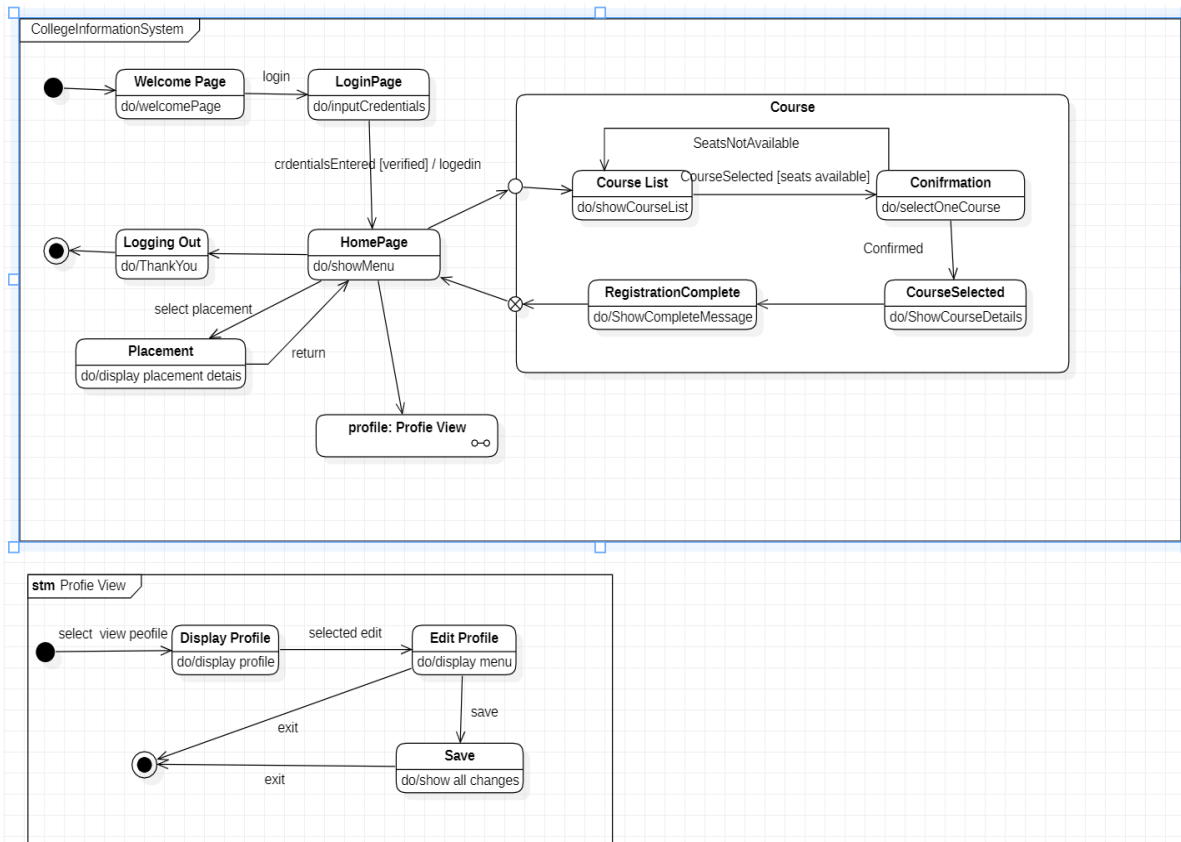 CollegeInformationSystem
Welcome Page
do/welcomePage
login
LoginPage
do/inputCredentials
crdentialsEntered [verified] / logedin
Course
SeatsNotAvailable
Course List
do/showCourseList
CourseSelected [seats available]
Conifrmation
do/selectOneCourse
Confirmed
Logging Out
do/ThankYou
HomePage
do/showMenu
RegistrationComplete
do/ShowCompleteMessage
CourseSelected
do/ShowCourseDetails
select placement
Placement
do/display placement detais
return
profile: Profie View
stm Profie View
select view peofile
Display Profile
do/display profile
selected edit
Edit Profile
do/display menu
save
exit
Save
do/show all changes
exit